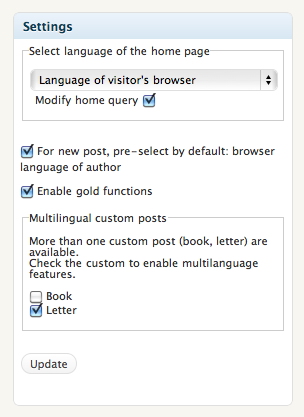 Settings
Select language of the home page
Language of visitor's browser
Modify home query
For new post, pre-select by default: browser
language of author
Enable gold functions
Multilingual custom posts
More than one custom post (book, letter) are
available.
Check the custom to enable multilanguage
features.
Book
Letter
Update